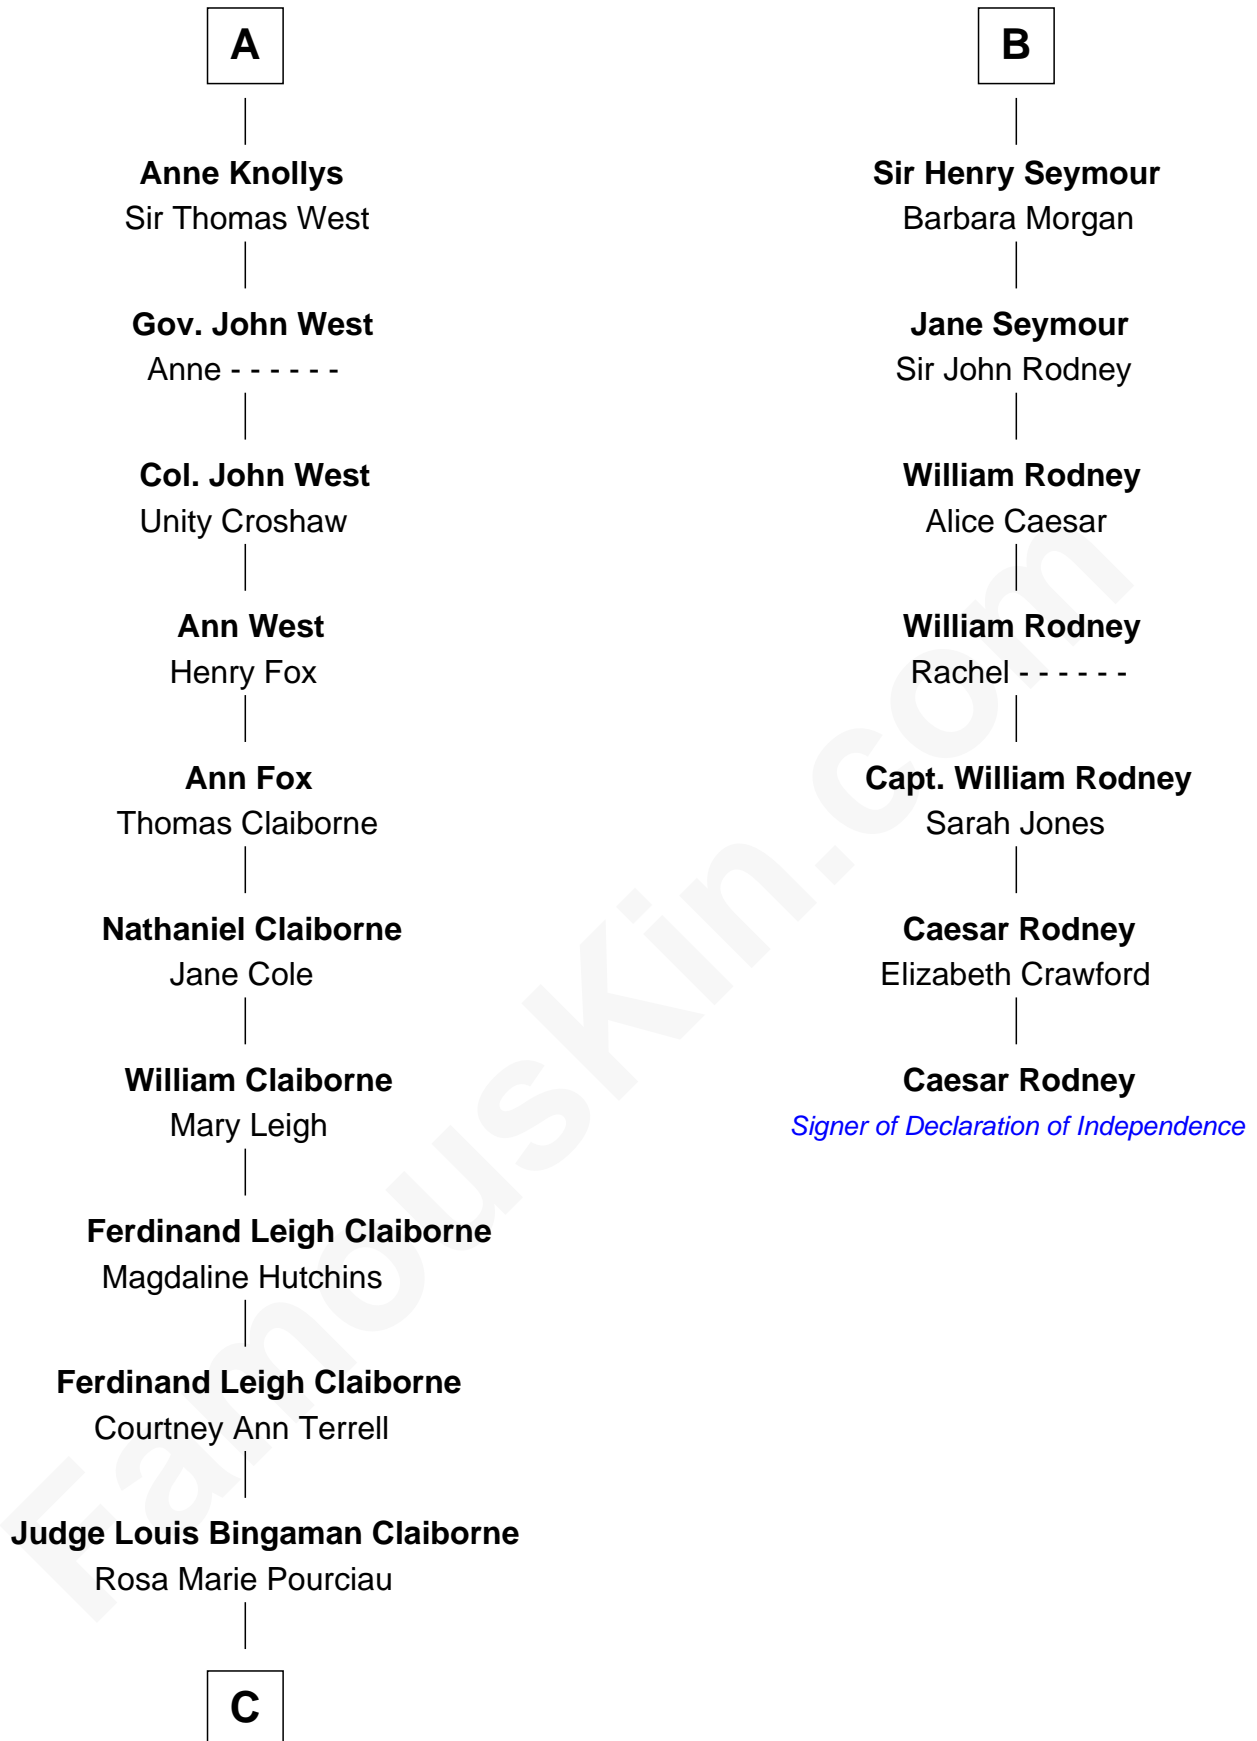 A
Anne Knollys
Sir Thomas West
Gov. John West
Anne - - - - - -
Col. John West
Unity Croshaw
Ann West
Henry Fox
Ann Fox
Thomas Claiborne
Nathaniel Claiborne
Jane Cole
William Claiborne
Mary Leigh
Ferdinand Leigh Claiborne
Magdaline Hutchins
Ferdinand Leigh Claiborne
Courtney Ann Terrell
Judge Louis Bingaman Claiborne
Rosa Marie Pourciau
C
B
Sir Henry Seymour
Barbara Morgan
Jane Seymour
Sir John Rodney
William Rodney
Alice Caesar
William Rodney
Rachel - - - - - -
Capt. William Rodney
Sarah Jones
Caesar Rodney
Elizabeth Crawford
Caesar Rodney
Signer of Declaration of Independence
FamousKin.com